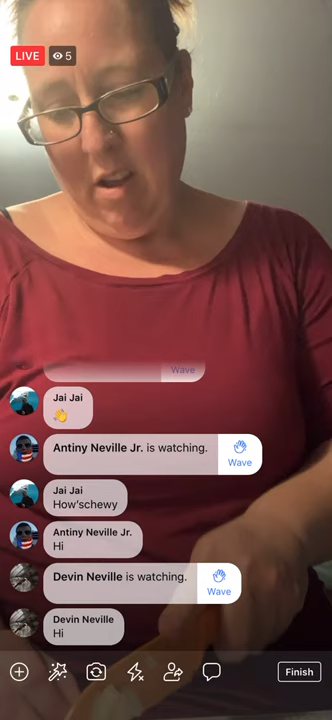 LIVE 5
Wave
Jai Jai
👋
Antiny Neville Jr. is watching.
Wave
Jai Jai
How'schewy
Antiny Neville Jr.
Hi
Devin Neville is watching.
Wave
Devin Neville
Hi
Finish